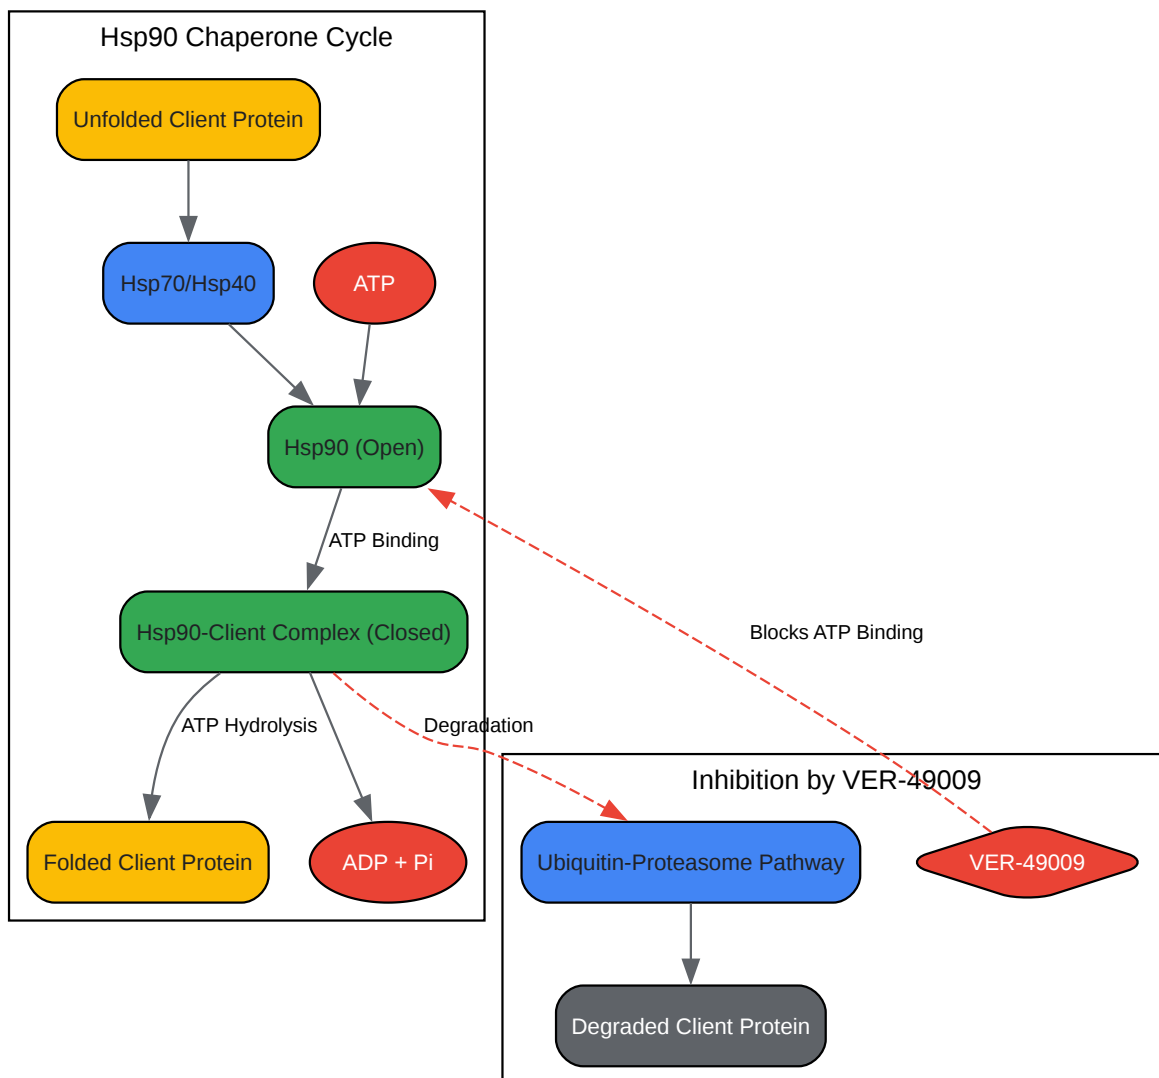 Hsp90 Chaperone Cycle
Unfolded Client Protein
Hsp70/Hsp40
ATP
Hsp90 (Open)
ATP Binding
Hsp90-Client Complex (Closed)
Blocks ATP Binding
ATP Hydrolysis
Degradation
Inhibition by VER-49009
Folded Client Protein
ADP + Pi
Ubiquitin-Proteasome Pathway
VER-49009
Degraded Client Protein